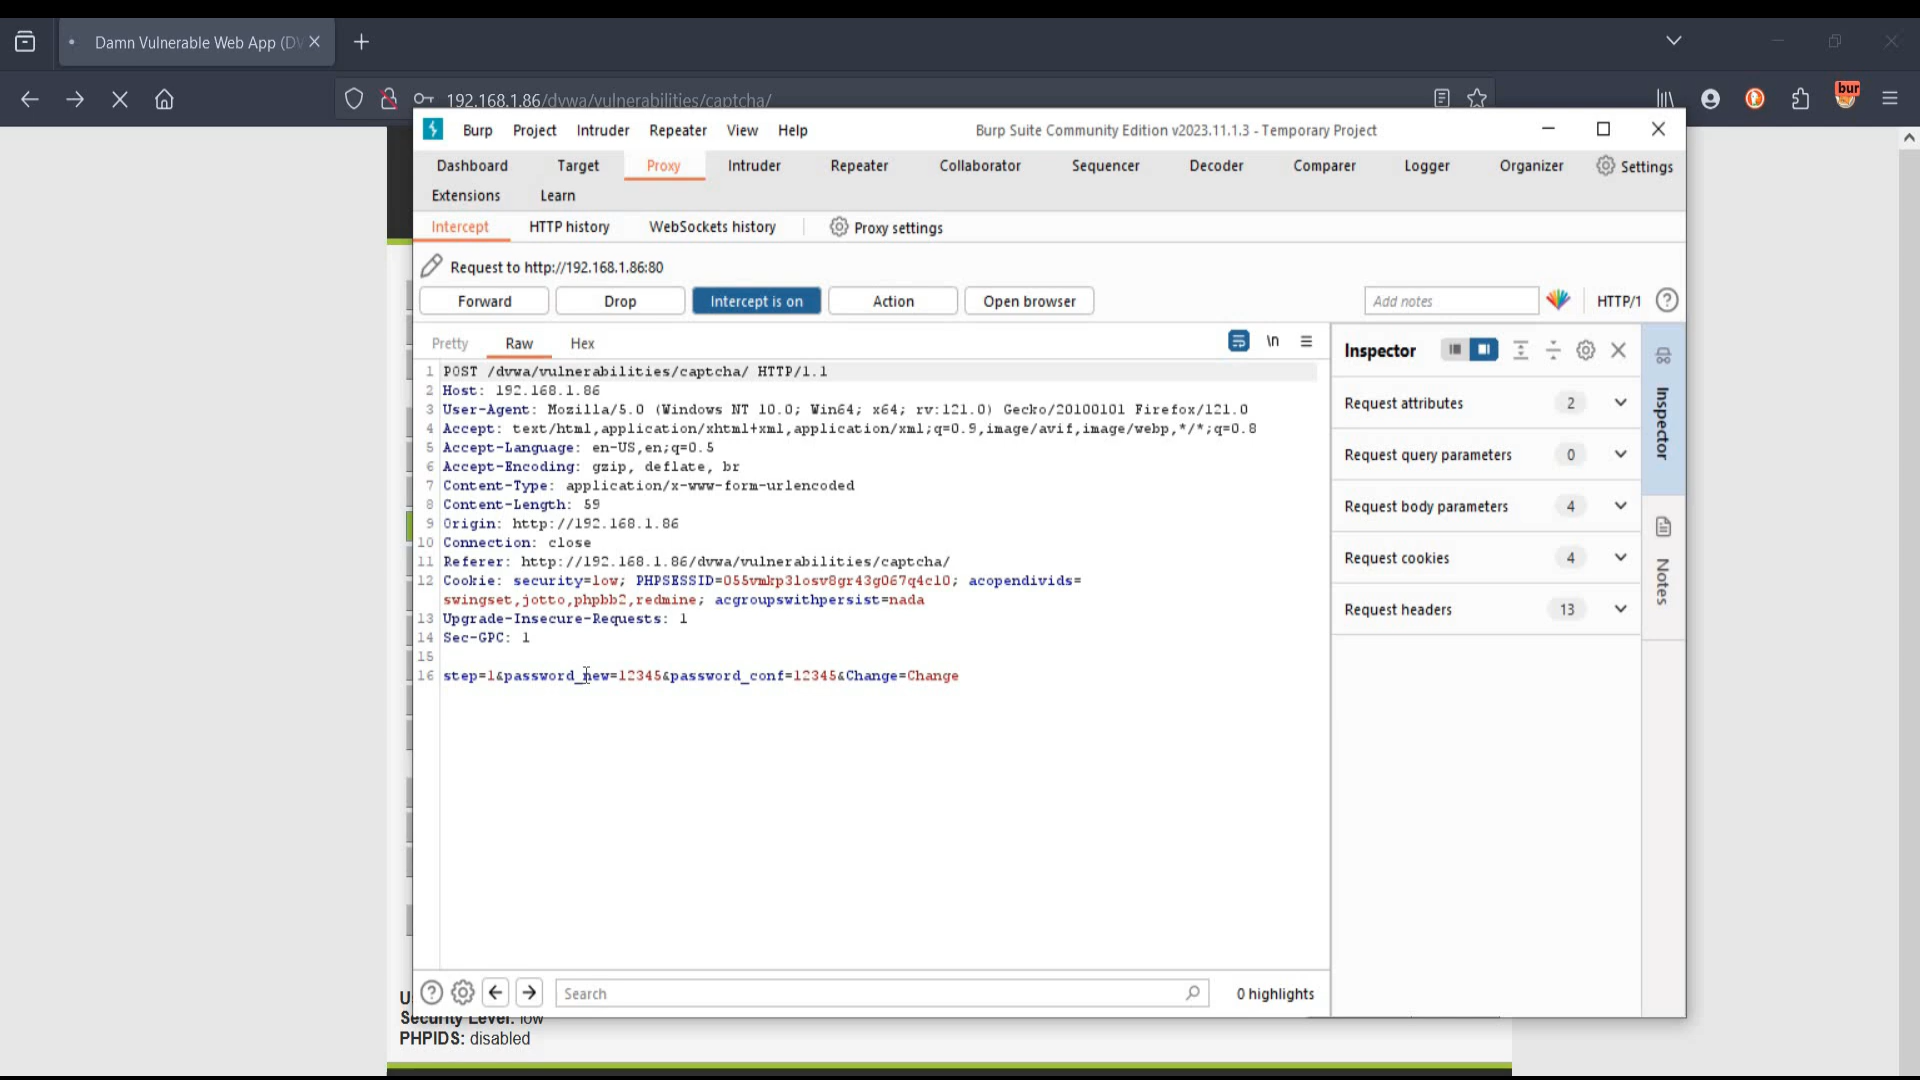 Damn Vulnerable Web App (DV
192.168.1.86/dvwa/vulnerabilities/captcha/
bur
Burp Project Intruder Repeater View Help
Burp Suite Community Edition v2023.11.1.3 - Temporary Project
Dashboard Target Proxy Intruder Repeater Collaborator Sequencer Decoder Comparer Logger Organizer Settings
Extensions Learn
Intercept HTTP history WebSockets history Proxy settings
Request to http://192.168.1.86:80
Forward Drop Intercept is on Action Open browser Add notes HTTP/1 ?
Pretty Raw Hex \n
Inspector
1 POST /dvwa/vulnerabilities/captcha/ HTTP/1.1
2 Host: 192.168.1.86
3 User-Agent: Mozilla/5.0 (Windows NT 10.0; Win64; x64; rv:121.0) Gecko/20100101 Firefox/121.0
4 Accept: text/html,application/xhtml+xml,application/xml;q=0.9,image/avif,image/webp,*/*;q=0.8
5 Accept-Language: en-US,en;q=0.5
6 Accept-Encoding: gzip, deflate, br
7 Content-Type: application/x-www-form-urlencoded
8 Content-Length: 59
9 Origin: http://192.168.1.86
10 Connection: close
11 Referer: http://192.168.1.86/dvwa/vulnerabilities/captcha/
12 Cookie: security=low; PHPSESSID=055vmkp3losv8gr43g067q4cl0; acopendivids=
swingset,jotto,phpbb2,redmine; acgroupswithpersist=nada
13 Upgrade-Insecure-Requests: 1
14 Sec-GPC: 1
15
16 step=1&password_new=12345&password_conf=12345&Change=Change
Request attributes 2
Request query parameters 0
Request body parameters 4
Request cookies 4
Request headers 13
Inspector
Notes
? Search 0 highlights
U
Security Level: low
PHPIDS: disabled